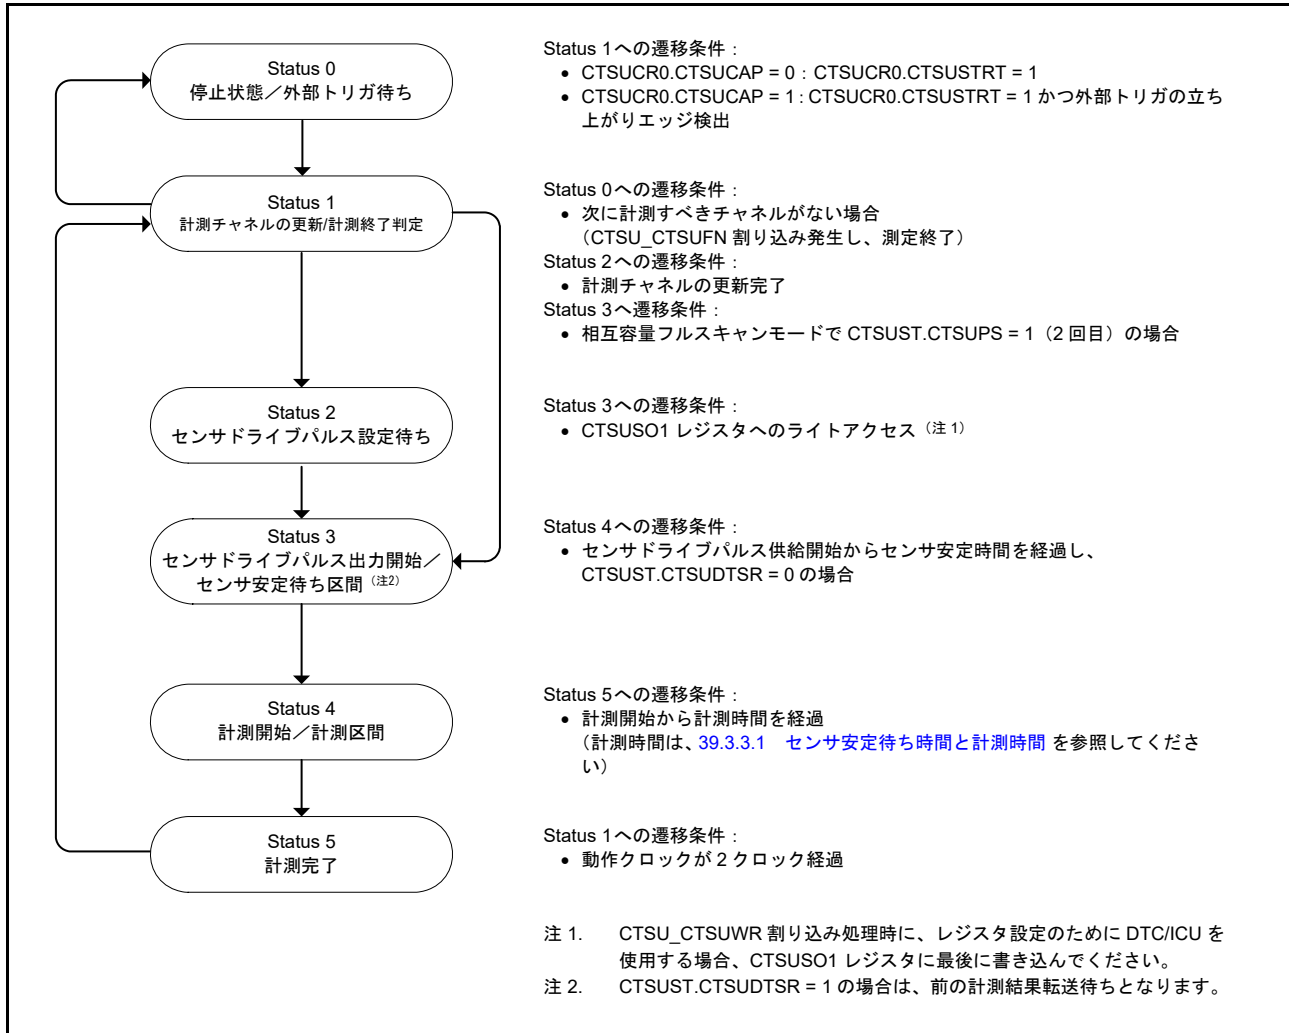 Status 0
停止状態／外部トリガ待ち
Status 1への遷移条件：
• CTSUCR0.CTSUCAP = 0：CTSUCR0.CTSUSTRT = 1
• CTSUCR0.CTSUCAP = 1：CTSUCR0.CTSUSTRT = 1 かつ外部トリガの立ち
上がりエッジ検出
Status 1
計測チャネルの更新/計測終了判定
Status 0への遷移条件：
• 次に計測すべきチャネルがない場合
（CTSU_CTSUFN 割り込み発生し、測定終了）
Status 2への遷移条件：
• 計測チャネルの更新完了
Status 3へ遷移条件：
• 相互容量フルスキャンモードで CTSUST.CTSUPS = 1（2 回目）の場合
Status 2
センサドライブパルス設定待ち
Status 3への遷移条件：
• CTSUSO1 レジスタへのライトアクセス（注 1）
Status 3
センサドライブパルス出力開始／
センサ安定待ち区間（注2）
Status 4への遷移条件：
• センサドライブパルス供給開始からセンサ安定時間を経過し、
CTSUST.CTSUDTSR = 0 の場合
Status 4
計測開始／計測区間
Status 5への遷移条件：
• 計測開始から計測時間を経過
（計測時間は、39.3.3.1　センサ安定待ち時間と計測時間 を参照してくださ
い）
Status 5
計測完了
Status 1への遷移条件：
• 動作クロックが 2 クロック経過
注 1. CTSU_CTSUWR 割り込み処理時に、レジスタ設定のために DTC/ICU を
使用する場合、CTSUSO1 レジスタに最後に書き込んでください。
注 2. CTSUST.CTSUDTSR = 1 の場合は、前の計測結果転送待ちとなります。